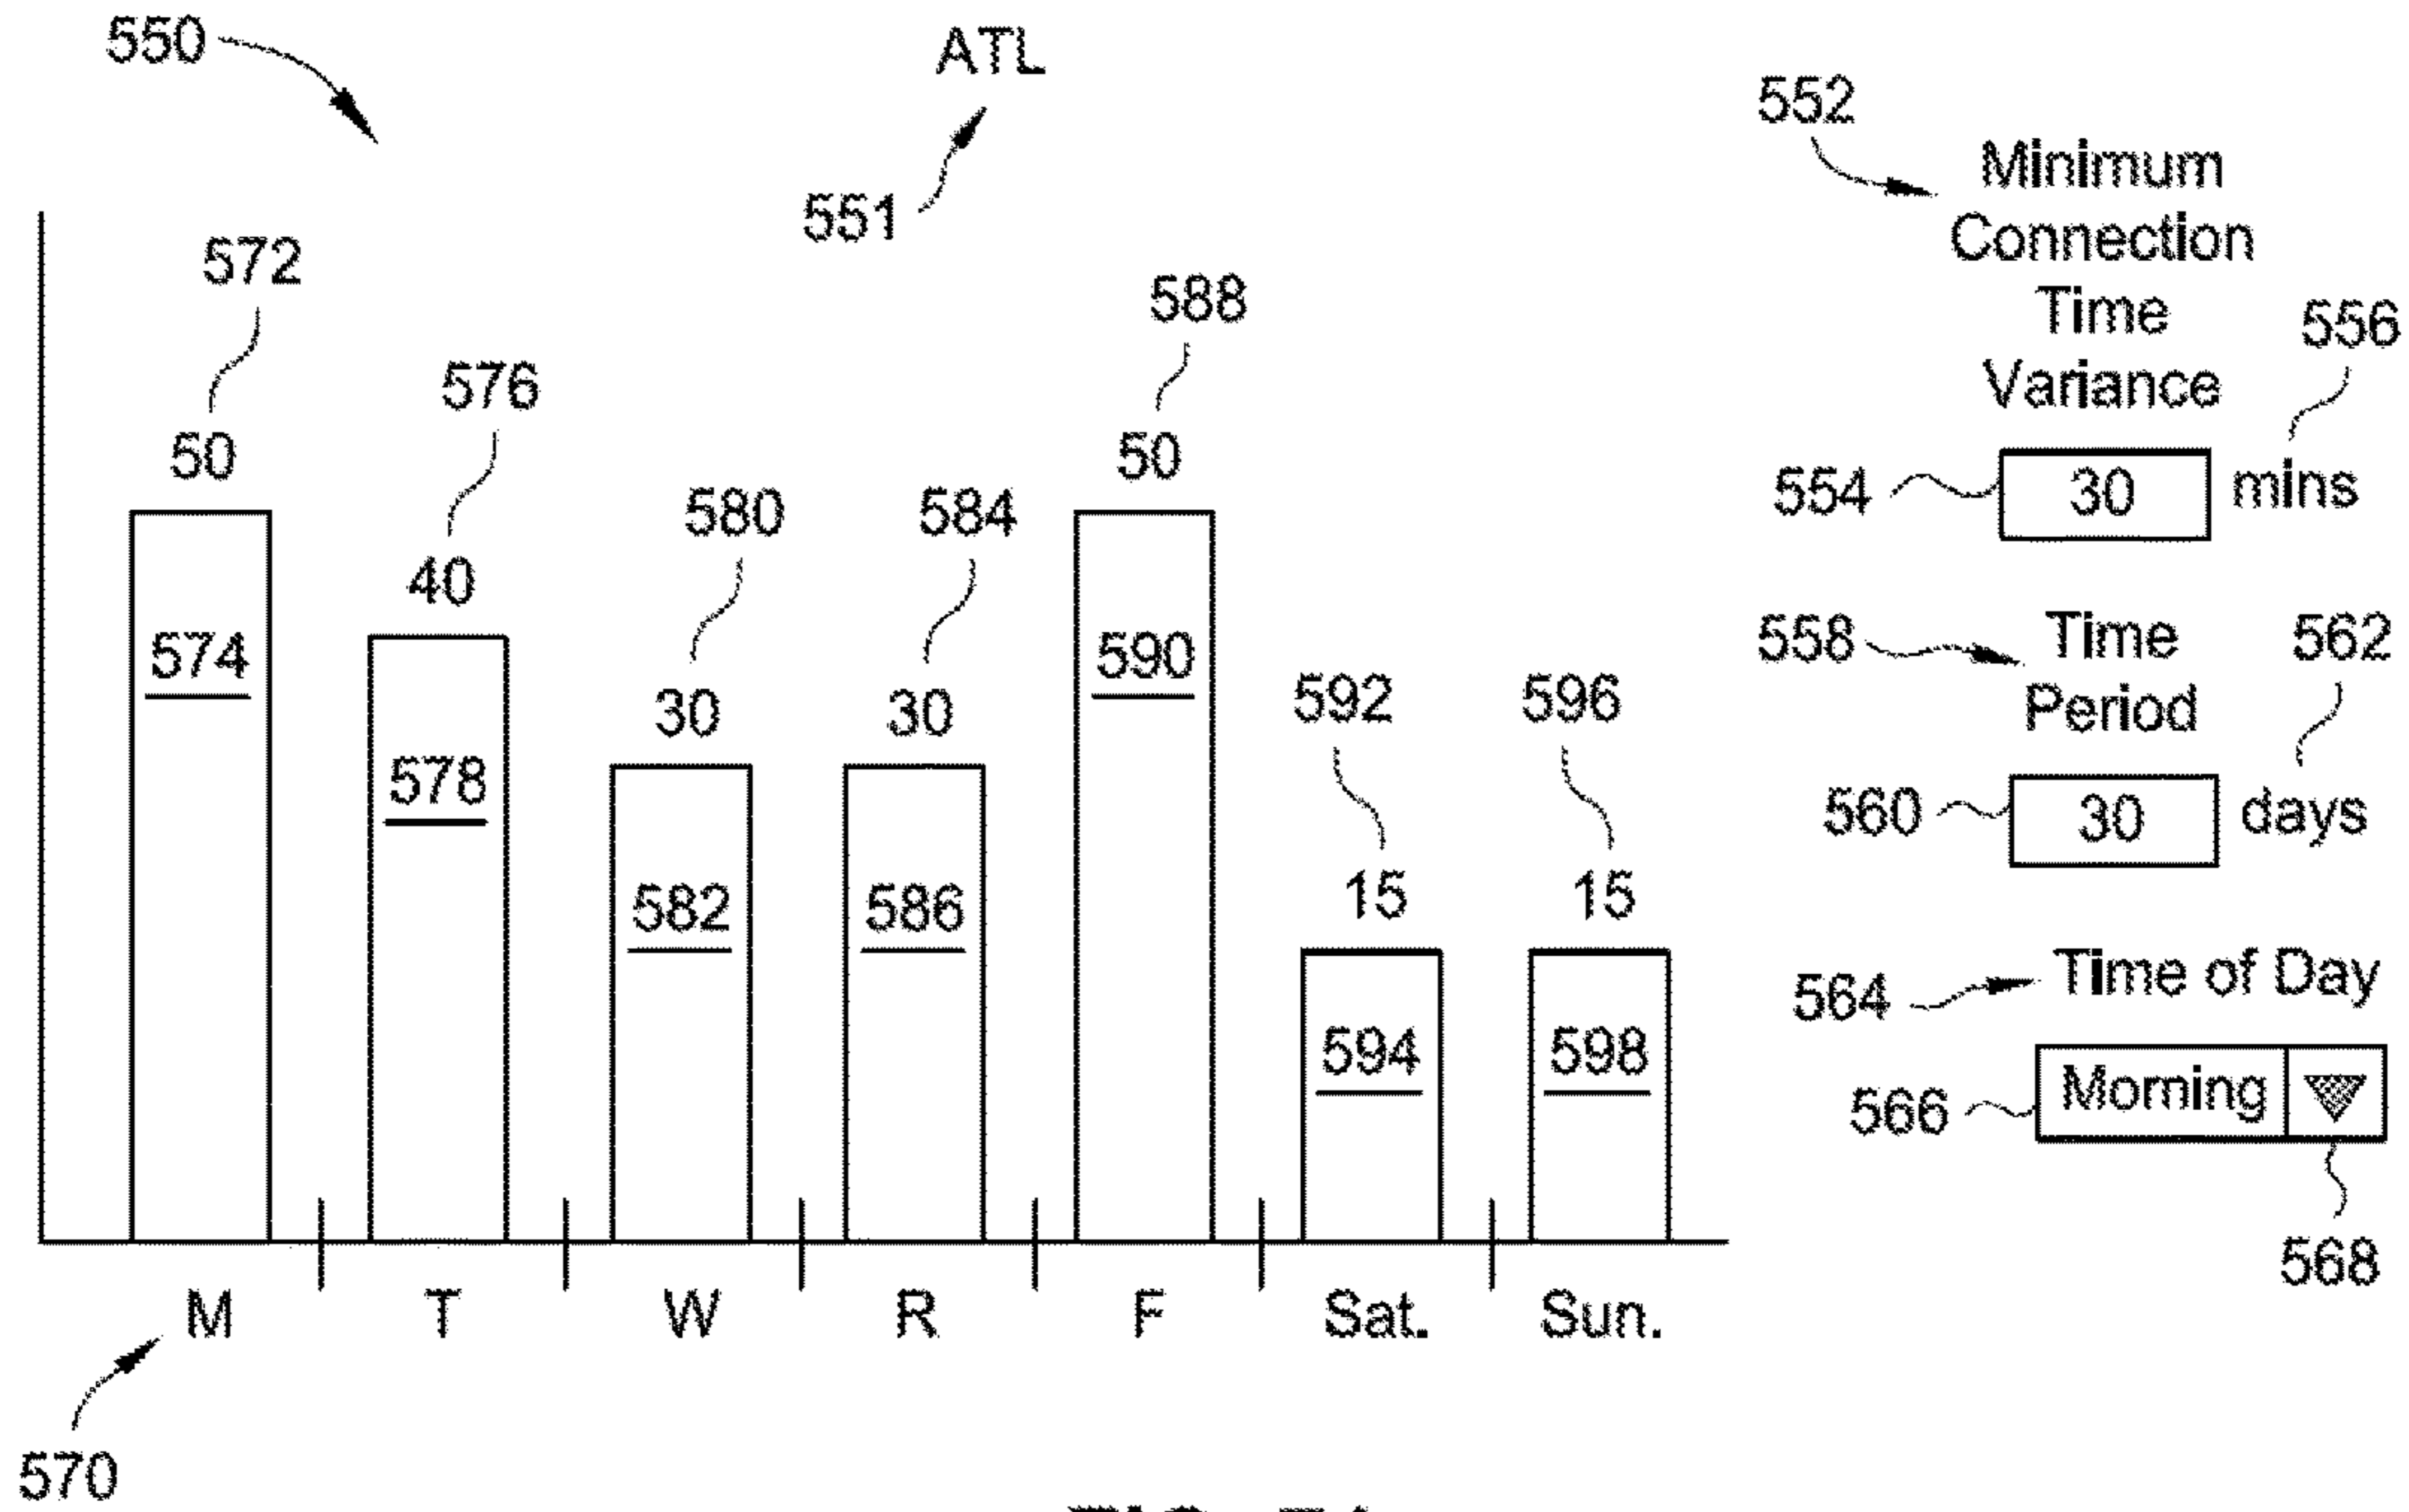 550
ATL
551
552
Minimum
Connection
Time
Variance
556
554
30 mins
572
50
574
576
40
578
580
30
582
584
30
586
588
50
590
592
15
594
596
15
598
558
Time
Period
562
560
30 days
564
Time of Day
566
Morning
568
M T W R F Sat. Sun.
570